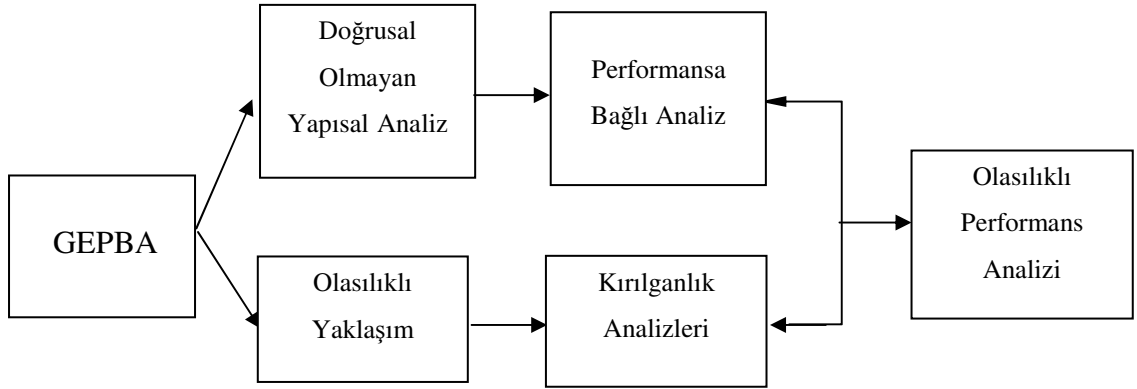 GEPBA
Doğrusal
Olmayan
Yapısal Analiz
Performansa
Bağlı Analiz
Olasılıklı
Yaklaşım
Kırılganlık
Analizleri
Olasılıklı
Performans
Analizi